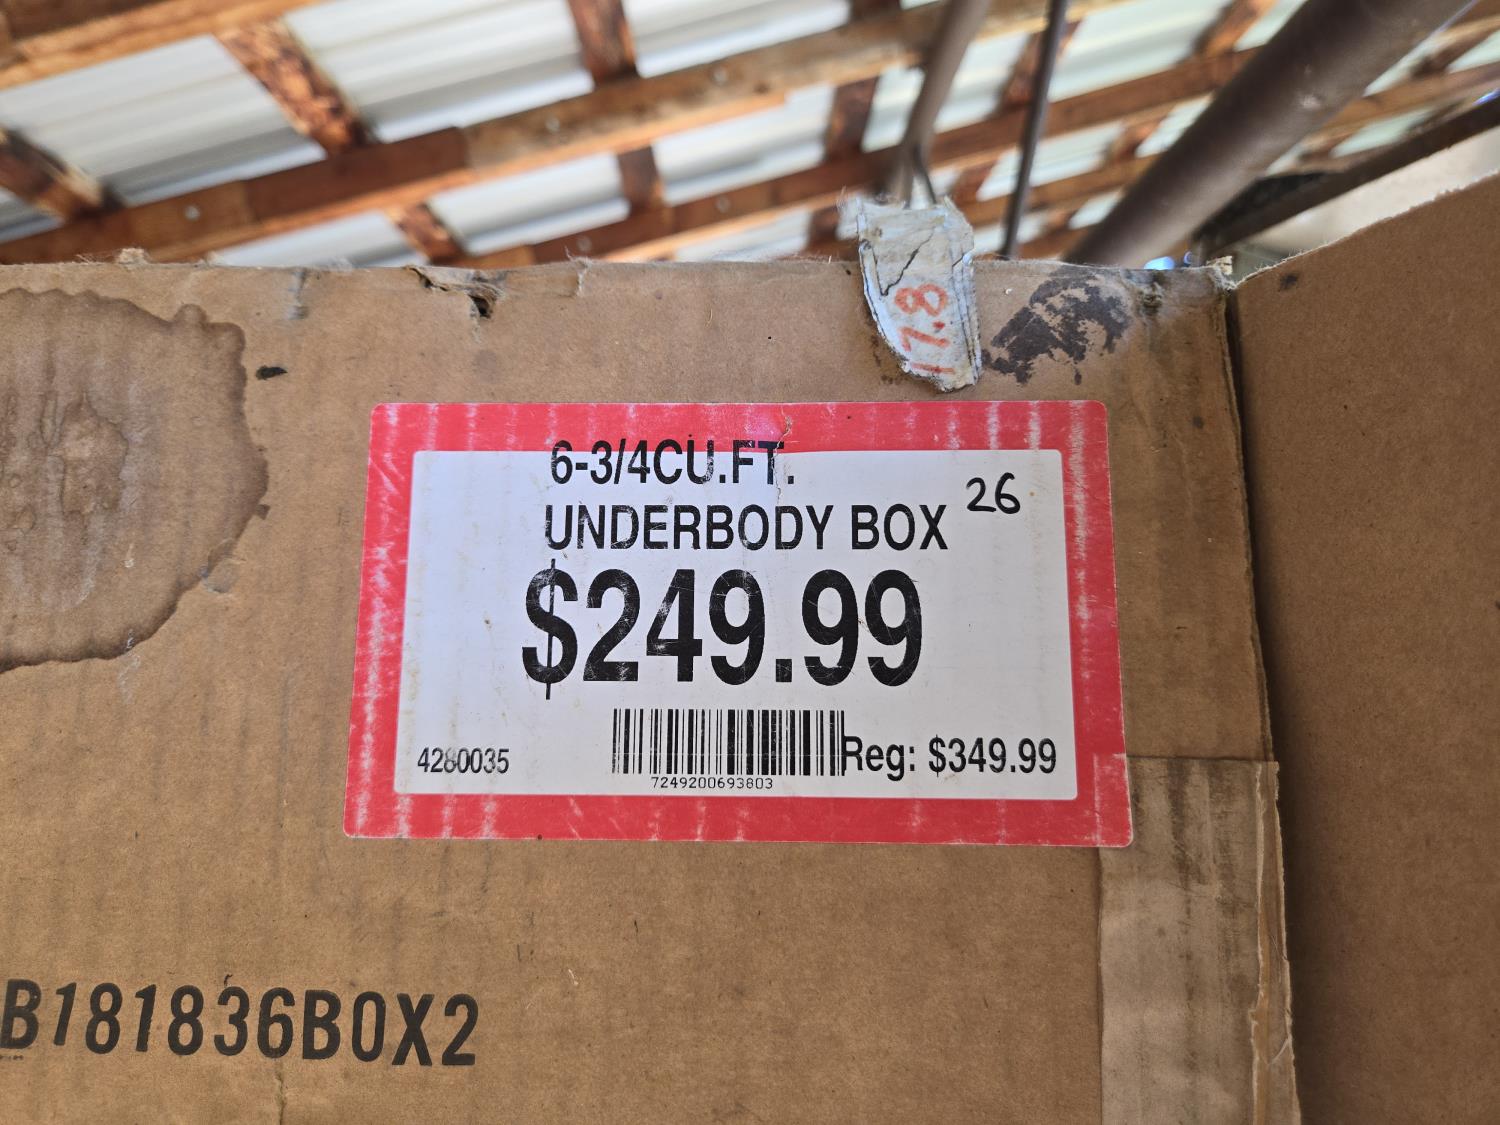 17.8
6-3/4CU.FT.
UNDERBODY BOX 26
$249.99
4280035
7249200693803
Reg: $349.99
B181836BOX2